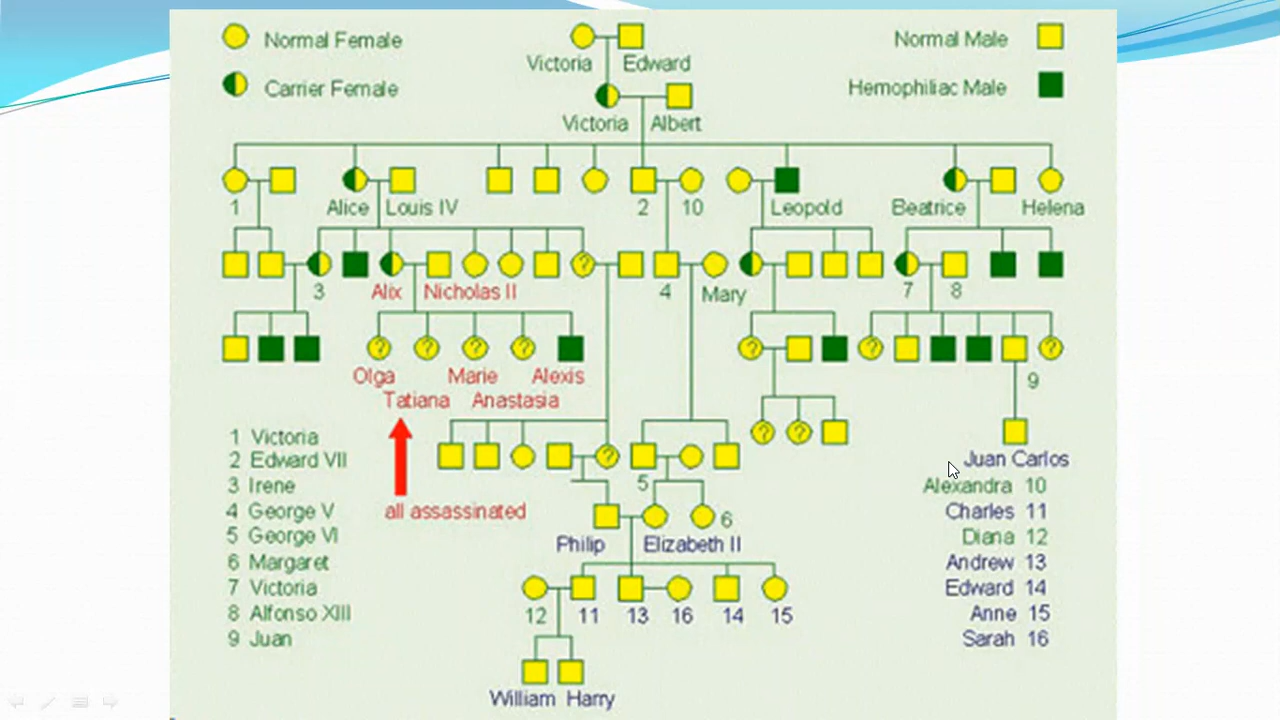 Normal Female
Normal Male
Victoria Edward
Carrier Female
Hemophiliac Male
Victoria Albert
1 Alice Louis IV 2 10 Leopold Beatrice Helena
? 
3 Alix Nicholas II 4 Mary 7 8
? ? ? ? ? ? ?
Olga Marie Alexis 9
Tatiana Anastasia
? ?
?
1 Victoria
2 Edward VII
3 Irene
4 George V
5 George VI
6 Margaret
7 Victoria
8 Alfonso XIII
9 Juan
all assassinated
5
6
Philip Elizabeth II
12 11 13 16 14 15
William Harry
Juan Carlos
Alexandra 10
Charles 11
Diana 12
Andrew 13
Edward 14
Anne 15
Sarah 16